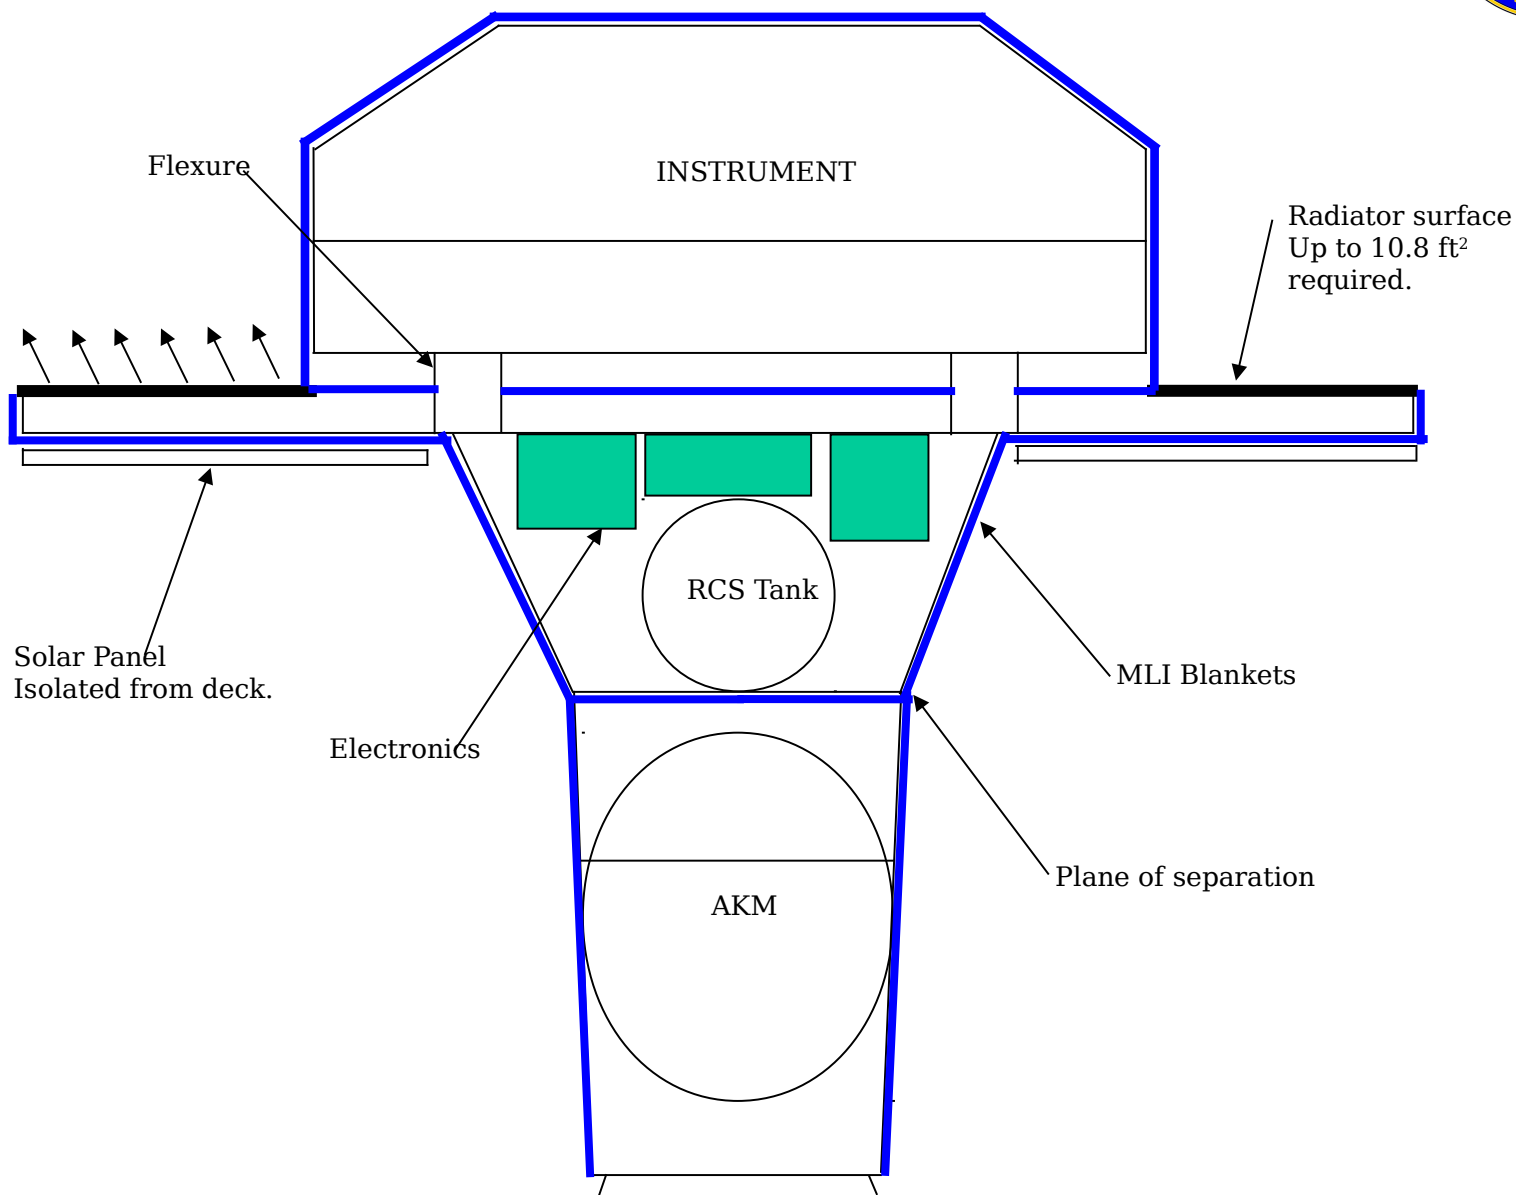 INSTRUMENT
Flexure
Radiator surface
Up to 10.8 ft²
required.
RCS Tank
Solar Panel
Isolated from deck.
MLI Blankets
Electronics
Plane of separation
AKM